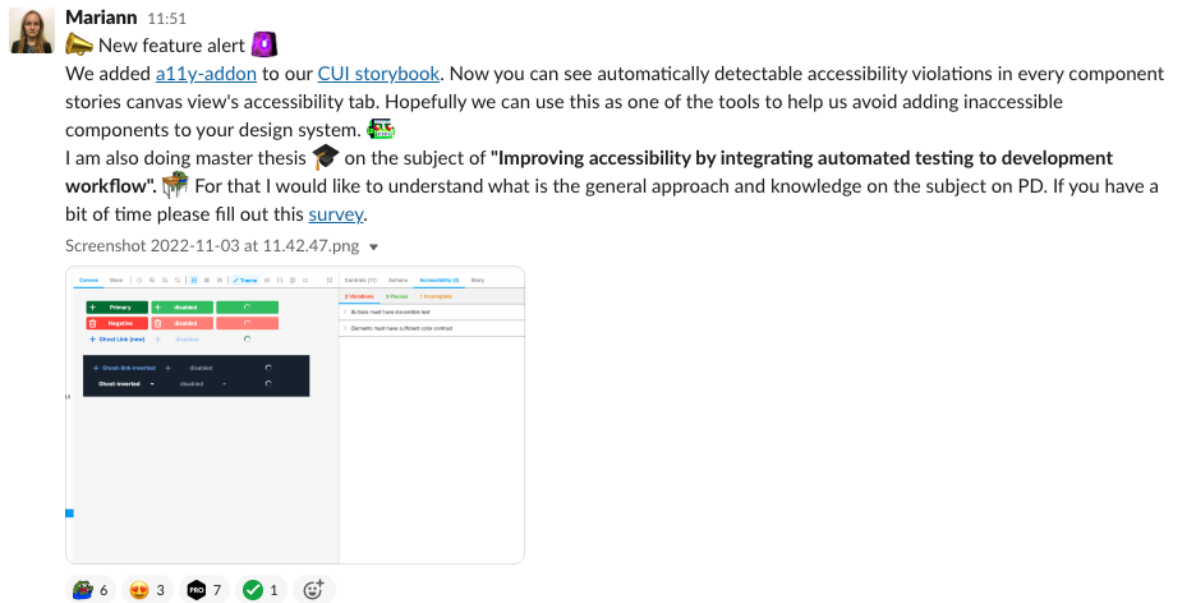 Mariann 11:51
New feature alert
We added a11y-addon to our CUI storybook. Now you can see automatically detectable accessibility violations in every component
stories canvas view's accessibility tab. Hopefully we can use this as one of the tools to help us avoid adding inaccessible
components to your design system.
I am also doing master thesis on the subject of "Improving accessibility by integrating automated testing to development
workflow". For that I would like to understand what is the general approach and knowledge on the subject on PD. If you have a
bit of time please fill out this survey.
Screenshot 2022-11-03 at 11.42.47.png
Canvas Docs Theme Controls (11) Actions Accessibility (3) Story
2 Violations 3 Passes 1 Incomplete
Primary disabled
Buttons must have discernible text
Negative disabled
Elements must have sufficient color contrast
Ghost Link (new) disabled
Ghost-link-inverted disabled
Ghost-inverted disabled
6 3 PRO 7 1